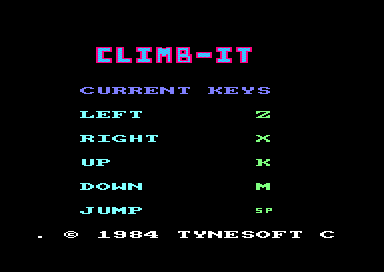 CLIMB-IT
CURRENT KEYS
LEFT Z
RIGHT X
UP K
DOWN M
JUMP SP
. © 1984 TYNESOFT C